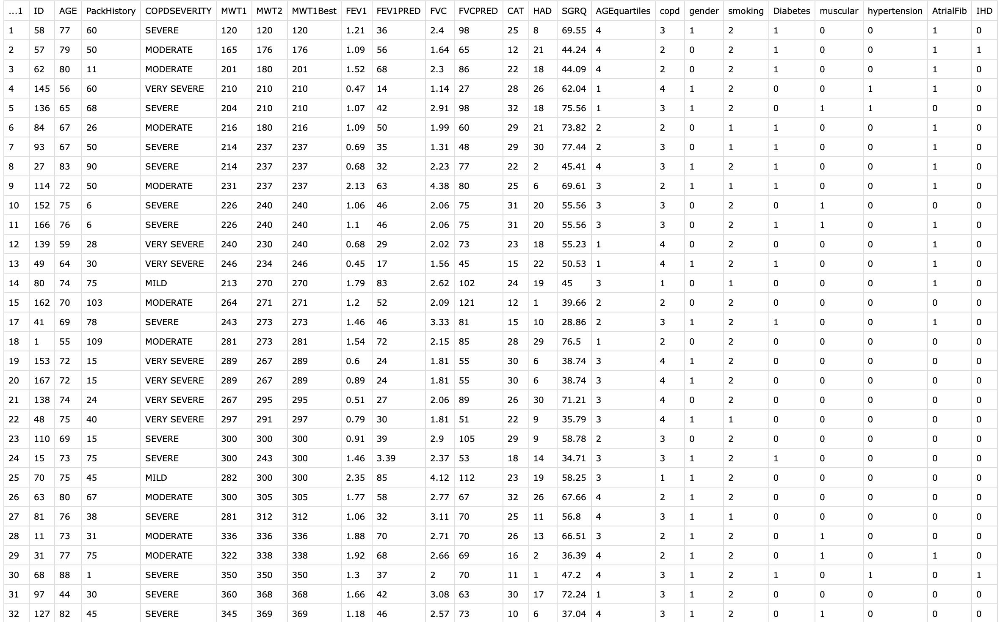 ...1 ID AGE PackHistory COPDSEVERITY MWT1 MWT2 MWT1Best FEV1 FEV1PRED FVC FVCPRED CAT HAD SGRQ AGEquartiles copd gender smoking Diabetes muscular hypertension AtrialFib IHD
1 58 77 60 SEVERE 120 120 120 1.21 36 2.4 98 25 8 69.55 4 3 1 2 1 0 0 1 0
2 57 79 50 MODERATE 165 176 176 1.09 56 1.64 65 12 21 44.24 4 2 0 2 1 0 0 1 1
3 62 80 11 MODERATE 201 180 201 1.52 68 2.3 86 22 18 44.09 4 2 0 2 1 0 0 1 0
4 145 56 60 VERY SEVERE 210 210 210 0.47 14 1.14 27 28 26 62.04 1 4 1 2 0 0 1 1 0
5 136 65 68 SEVERE 204 210 210 1.07 42 2.91 98 32 18 75.56 1 3 1 2 0 1 1 0 0
6 84 67 26 MODERATE 216 180 216 1.09 50 1.99 60 29 21 73.82 2 2 0 1 1 0 0 1 0
7 93 67 50 SEVERE 214 237 237 0.69 35 1.31 48 29 30 77.44 2 3 0 1 1 0 0 1 0
8 27 83 90 SEVERE 214 237 237 0.68 32 2.23 77 22 2 45.41 4 3 1 2 1 0 0 1 0
9 114 72 50 MODERATE 231 237 237 2.13 63 4.38 80 25 6 69.61 3 2 1 1 1 0 0 1 0
10 152 75 6 SEVERE 226 240 240 1.06 46 2.06 75 31 20 55.56 3 3 0 2 0 1 0 0 0
11 166 76 6 SEVERE 226 240 240 1.1 46 2.06 75 31 20 55.56 3 3 0 2 1 1 0 1 0
12 139 59 28 VERY SEVERE 240 230 240 0.68 29 2.02 73 23 18 55.23 1 4 0 2 0 0 0 1 0
13 49 64 30 VERY SEVERE 246 234 246 0.45 17 1.56 45 15 22 50.53 1 4 1 2 1 0 0 1 0
14 80 74 75 MILD 213 270 270 1.79 83 2.62 102 24 19 45 3 1 0 1 0 0 0 1 0
15 162 70 103 MODERATE 264 271 271 1.2 52 2.09 121 12 1 39.66 2 2 0 2 0 0 0 0 0
17 41 69 78 SEVERE 243 273 273 1.46 46 3.33 81 15 10 28.86 2 3 1 2 1 0 0 1 0
18 1 55 109 MODERATE 281 273 281 1.54 72 2.15 85 28 29 76.5 1 2 0 2 0 0 0 0 0
19 153 72 15 VERY SEVERE 289 267 289 0.6 24 1.81 55 30 6 38.74 3 4 1 2 0 0 0 0 0
20 167 72 15 VERY SEVERE 289 267 289 0.89 24 1.81 55 30 6 38.74 3 4 1 2 0 0 0 0 0
21 138 74 24 VERY SEVERE 267 295 295 0.51 27 2.06 89 26 30 71.21 3 4 0 2 0 0 0 0 0
22 48 75 40 VERY SEVERE 297 291 297 0.79 30 1.81 51 22 9 35.79 3 4 1 1 0 0 0 0 0
23 110 69 15 SEVERE 300 300 300 0.91 39 2.9 105 29 9 58.78 2 3 0 2 0 0 0 0 0
24 15 73 75 SEVERE 300 243 300 1.46 3.39 2.37 53 18 14 34.71 3 3 1 2 1 0 0 0 0
25 70 75 45 MILD 282 300 300 2.35 85 4.12 112 23 19 58.25 3 1 1 2 0 0 0 0 0
26 63 80 67 MODERATE 300 305 305 1.77 58 2.77 67 32 26 67.66 4 2 1 2 0 0 0 0 0
27 81 76 38 SEVERE 281 312 312 1.06 32 3.11 70 25 11 56.8 4 3 1 1 0 0 0 0 0
28 11 73 31 MODERATE 336 336 336 1.88 70 2.71 70 26 13 66.51 3 2 1 2 0 1 0 0 0
29 31 77 75 MODERATE 322 338 338 1.92 68 2.66 69 16 2 36.39 4 2 1 2 0 1 0 1 0
30 68 88 1 SEVERE 350 350 350 1.3 37 2 70 11 1 47.2 4 3 1 2 1 0 1 0 1
31 97 44 30 SEVERE 360 368 368 1.66 42 3.08 63 30 17 72.24 1 3 1 2 0 0 0 0 0
32 127 82 45 SEVERE 345 369 369 1.18 46 2.57 73 10 6 37.04 4 3 1 2 0 1 0 0 0